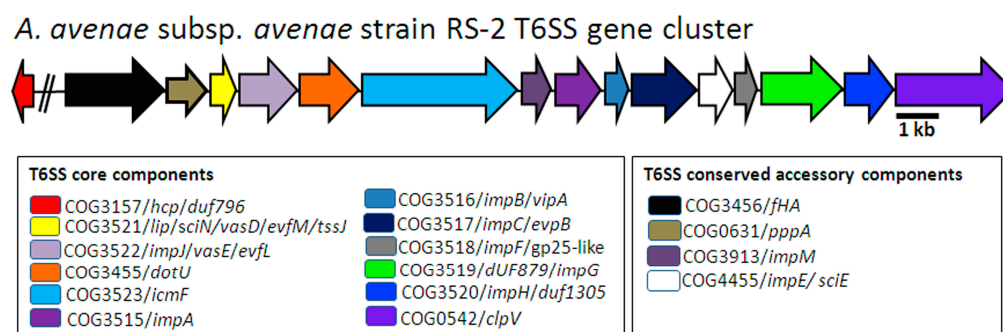 A. avenae subsp. avenae strain RS-2 T6SS gene cluster
1 kb
T6SS core components
COG3157/hcp/duf796
COG3521/lip/sciN/vasD/evfM/tssJ
COG3522/impJ/vasE/evfL
COG3455/dotU
COG3523/icmF
COG3515/impA
COG3516/impB/vipA
COG3517/impC/evpB
COG3518/impF/gp25-like
COG3519/dUF879/impG
COG3520/impH/duf1305
COG0542/clpV
T6SS conserved accessory components
COG3456/fHA
COG0631/pppA
COG3913/impM
COG4455/impE/ sciE